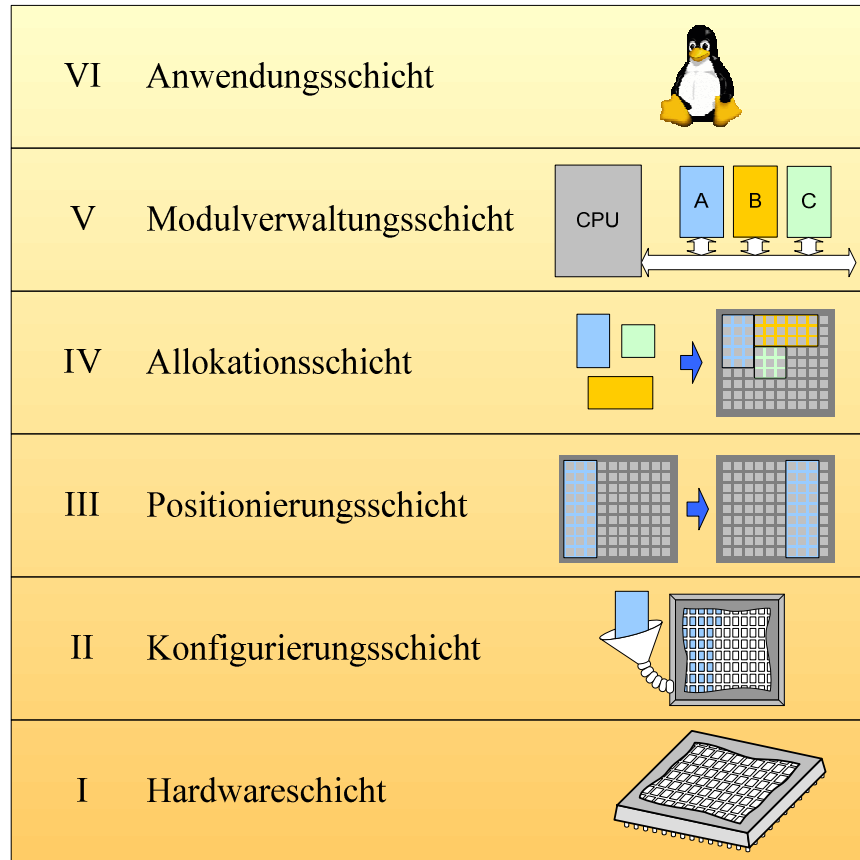 VI Anwendungsschicht
V Modulverwaltungsschicht
CPU A B C
IV Allokationsschicht
III Positionierungsschicht
II Konfigurierungsschicht
I Hardwareschicht